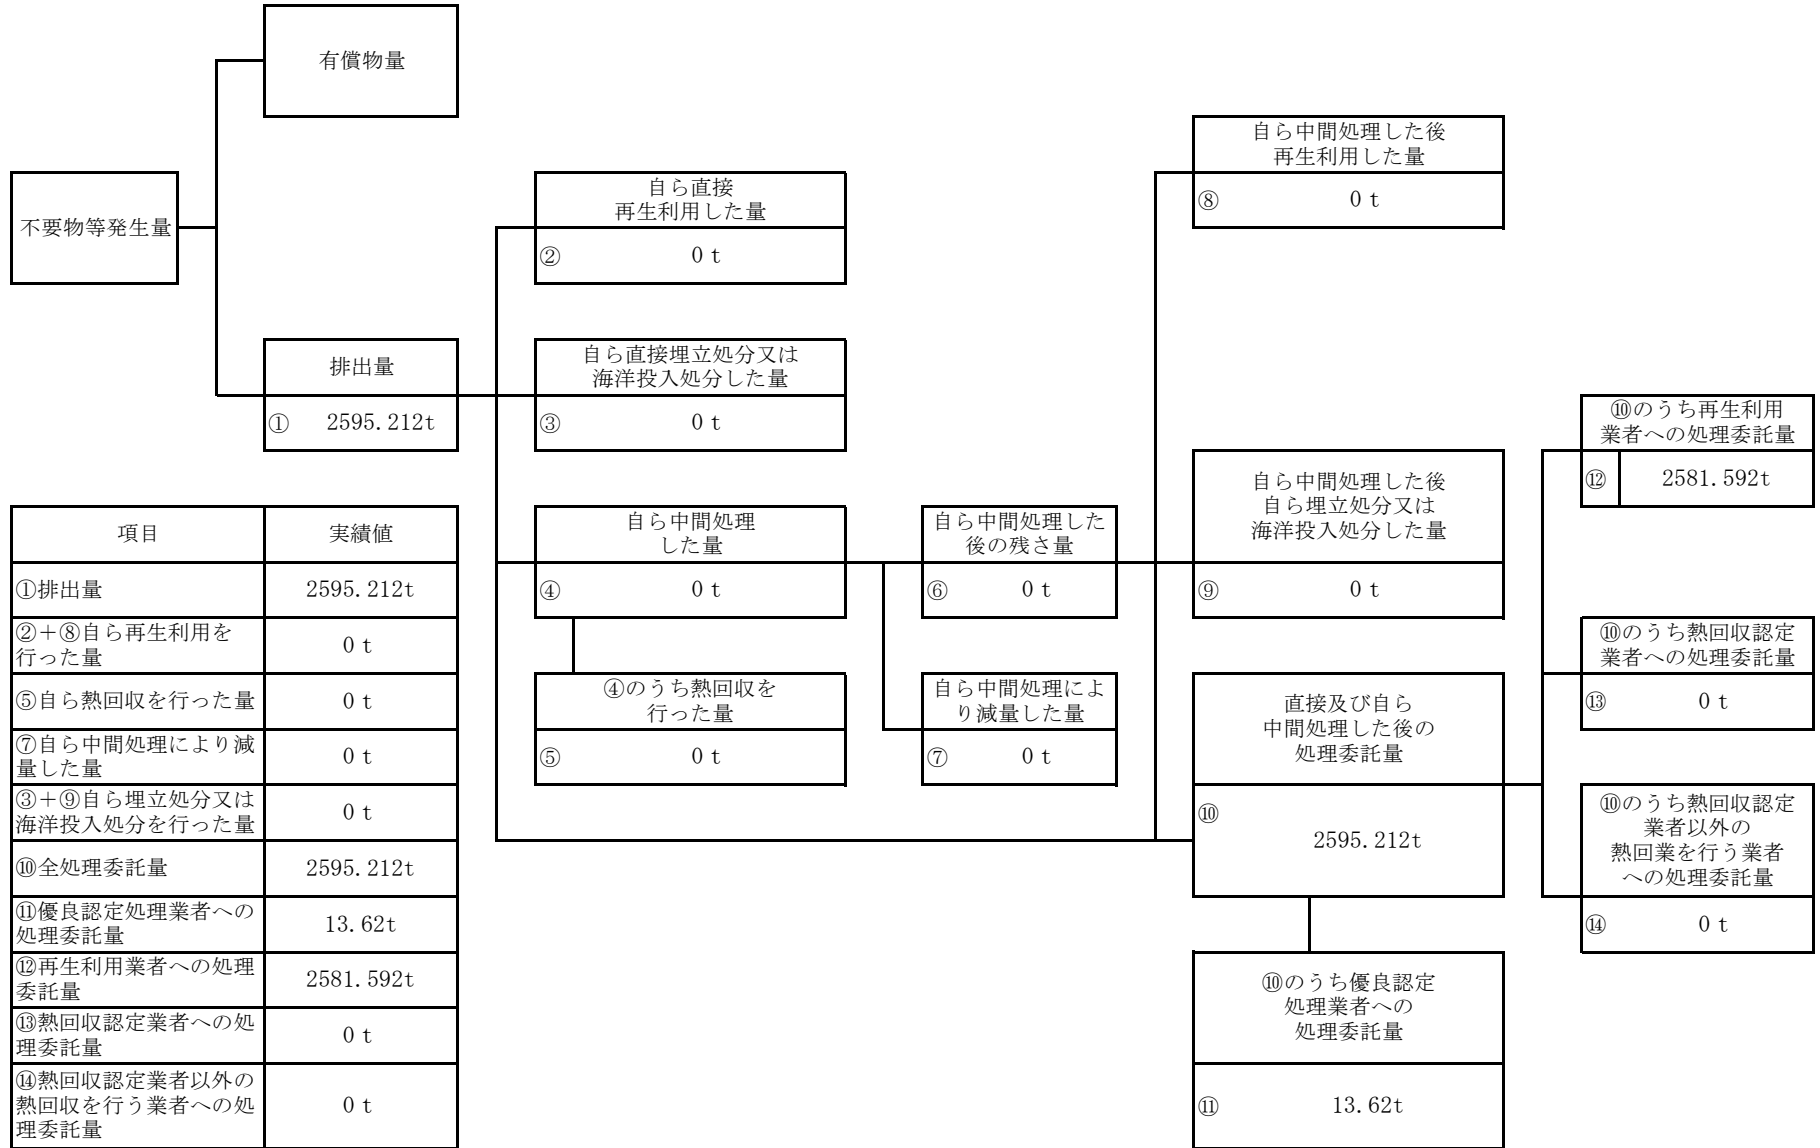 有償物量
不要物等発生量
排出量
① 2595.212t
自ら直接
再生利用した量
② 0 t
自ら直接埋立処分又は
海洋投入処分した量
③ 0 t
自ら中間処理
した量
④ 0 t
④のうち熱回収を
行った量
⑤ 0 t
自ら中間処理した
後の残さ量
⑥ 0 t
自ら中間処理によ
り減量した量
⑦ 0 t
自ら中間処理した後
再生利用した量
⑧ 0 t
自ら中間処理した後
自ら埋立処分又は
海洋投入処分した量
⑨ 0 t
直接及び自ら
中間処理した後の
処理委託量
⑩
2595.212t
⑩のうち優良認定
処理業者への
処理委託量
⑪ 13.62t
⑩のうち再生利用
業者への処理委託量
⑫ 2581.592t
⑩のうち熱回収認定
業者への処理委託量
⑬ 0 t
⑩のうち熱回収認定
業者以外の
熱回業を行う業者
への処理委託量
⑭ 0 t
項目 実績値
①排出量 2595.212t
②＋⑧自ら再生利用を
行った量 0 t
⑤自ら熱回収を行った量 0 t
⑦自ら中間処理により減
量した量 0 t
③＋⑨自ら埋立処分又は
海洋投入処分を行った量 0 t
⑩全処理委託量 2595.212t
⑪優良認定処理業者への
処理委託量 13.62t
⑫再生利用業者への処理
委託量 2581.592t
⑬熱回収認定業者への処
理委託量 0 t
⑭熱回収認定業者以外の
熱回収を行う業者への処
理委託量 0 t